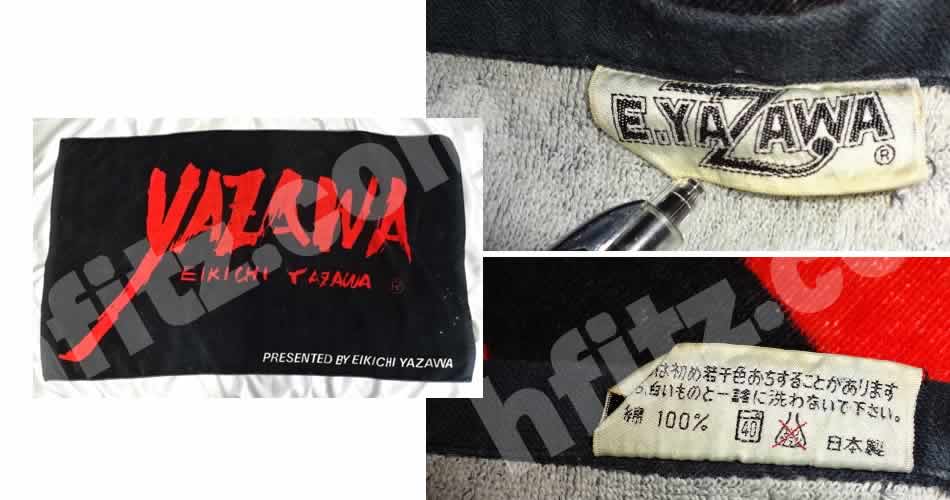 YAZAWA
EIKICHI YAZAWA ®
PRESENTED BY EIKICHI YAZAWA
E.YAZAWA
®
は初め若干色おちすることがあります
白いものと一諸に洗わないで下さい。
綿 100% 40 日本製
hfitz.com
hfitz.co